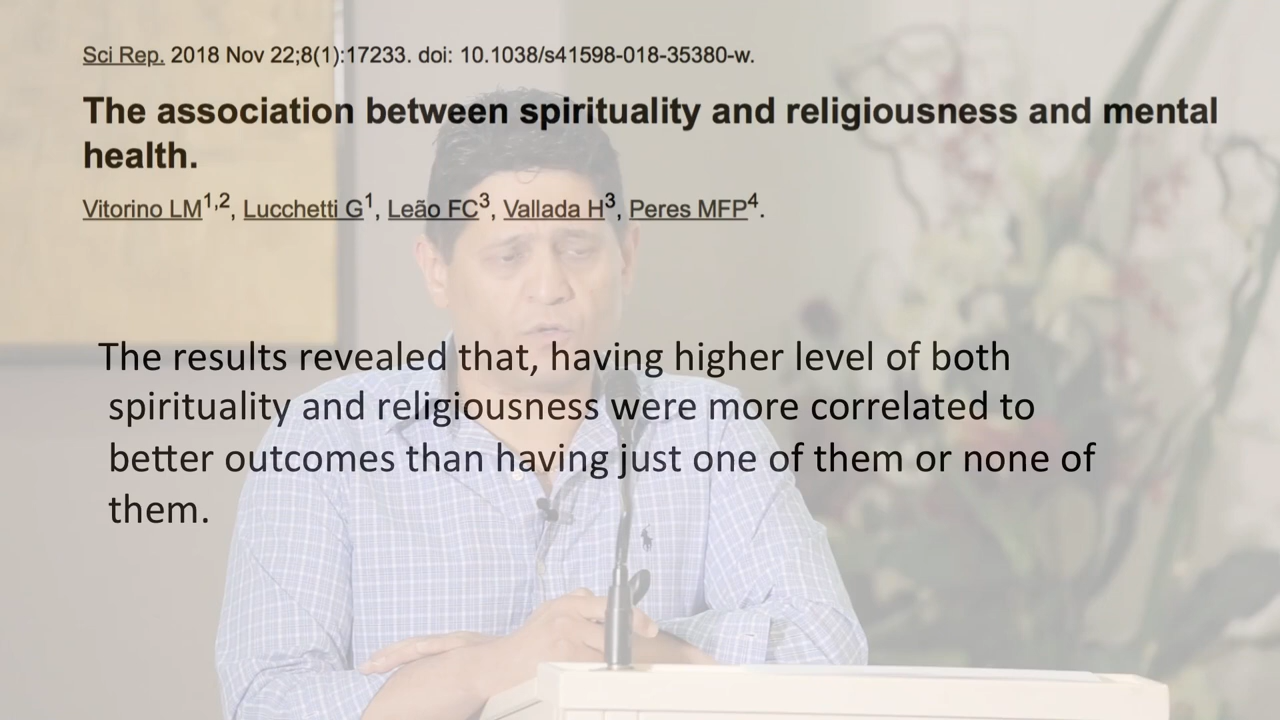 Sci Rep. 2018 Nov 22;8(1):17233. doi: 10.1038/s41598-018-35380-w.
The association between spirituality and religiousness and mental
health.
Vitorino LM1,2, Lucchetti G1, Leão FC3, Vallada H3, Peres MFP4.
The results revealed that, having higher level of both
spirituality and religiousness were more correlated to
better outcomes than having just one of them or none of
them.